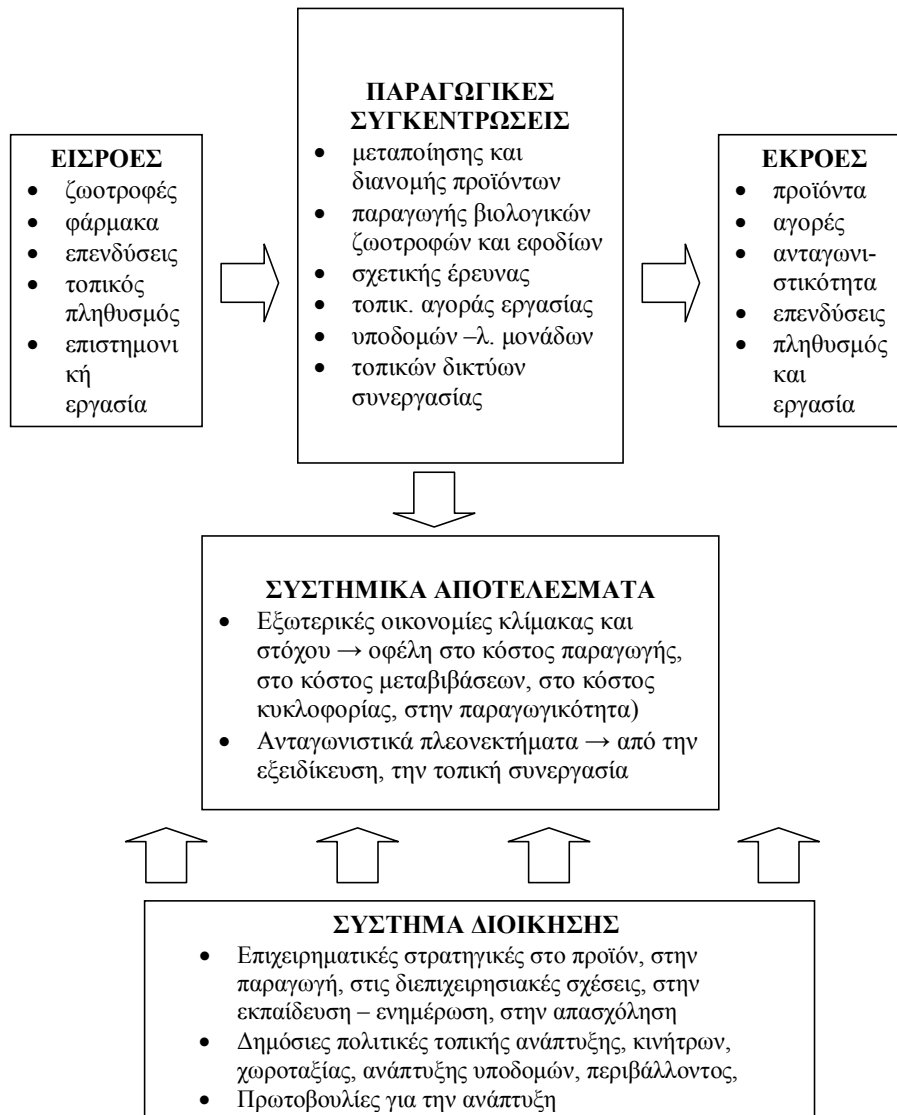 ΕΙΣΡΟΕΣ
• ζωοτροφές
• φάρμακα
• επενδύσεις
• τοπικός
πληθυσμός
• επιστημονι
κή
εργασία
ΠΑΡΑΓΩΓΙΚΕΣ
ΣΥΓΚΕΝΤΡΩΣΕΙΣ
• μεταποίησης και
διανομής προϊόντων
• παραγωγής βιολογικών
ζωοτροφών και εφοδίων
• σχετικής έρευνας
• τοπικ. αγοράς εργασίας
• υποδομών –λ. μονάδων
• τοπικών δικτύων
συνεργασίας
ΕΚΡΟΕΣ
• προϊόντα
• αγορές
• ανταγωνι-
στικότητα
• επενδύσεις
• πληθυσμός
και
εργασία
ΣΥΣΤΗΜΙΚΑ ΑΠΟΤΕΛΕΣΜΑΤΑ
• Εξωτερικές οικονομίες κλίμακας και
στόχου → οφέλη στο κόστος παραγωγής,
στο κόστος μεταβιβάσεων, στο κόστος
κυκλοφορίας, στην παραγωγικότητα)
• Ανταγωνιστικά πλεονεκτήματα → από την
εξειδίκευση, την τοπική συνεργασία
ΣΥΣΤΗΜΑ ΔΙΟΙΚΗΣΗΣ
• Επιχειρηματικές στρατηγικές στο προϊόν, στην
παραγωγή, στις διεπιχειρησιακές σχέσεις, στην
εκπαίδευση – ενημέρωση, στην απασχόληση
• Δημόσιες πολιτικές τοπικής ανάπτυξης, κινήτρων,
χωροταξίας, ανάπτυξης υποδομών, περιβάλλοντος,
• Πρωτοβουλίες για την ανάπτυξη